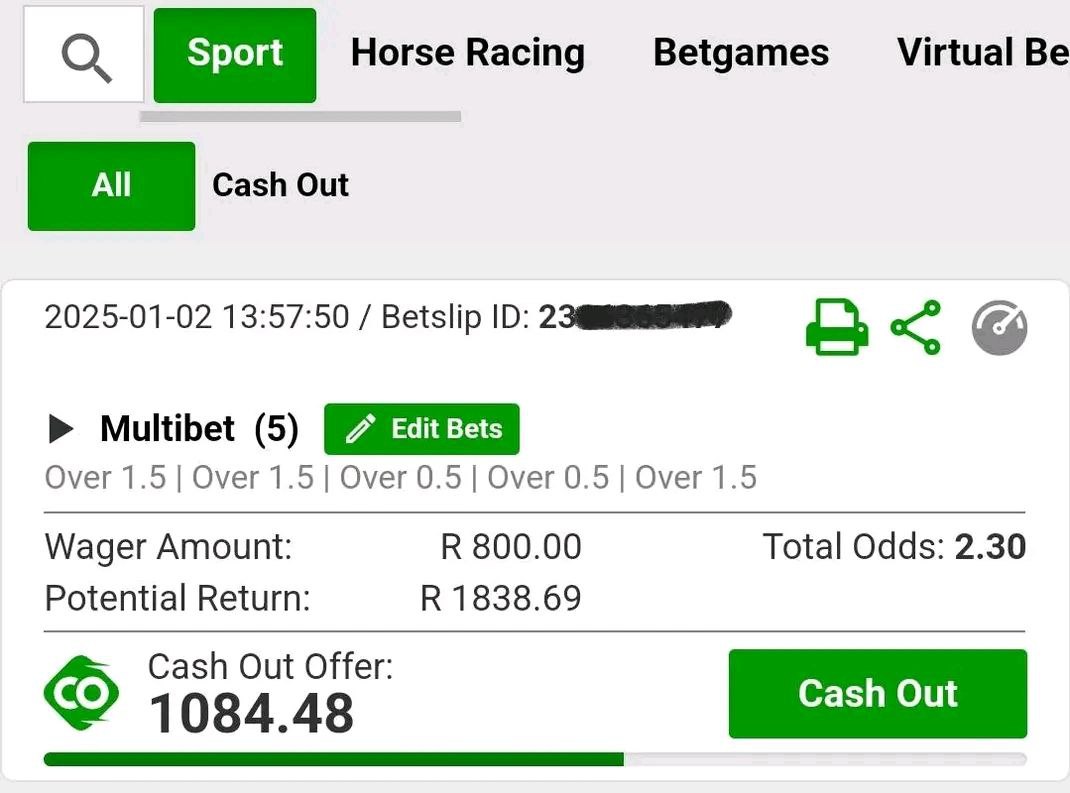 Sport Horse Racing Betgames Virtual Be
All Cash Out
2025-01-02 13:57:50 / Betslip ID: 23
Multibet (5) Edit Bets
Over 1.5 | Over 1.5 | Over 0.5 | Over 0.5 | Over 1.5
Wager Amount: R 800.00 Total Odds: 2.30
Potential Return: R 1838.69
CO Cash Out Offer:
1084.48 Cash Out